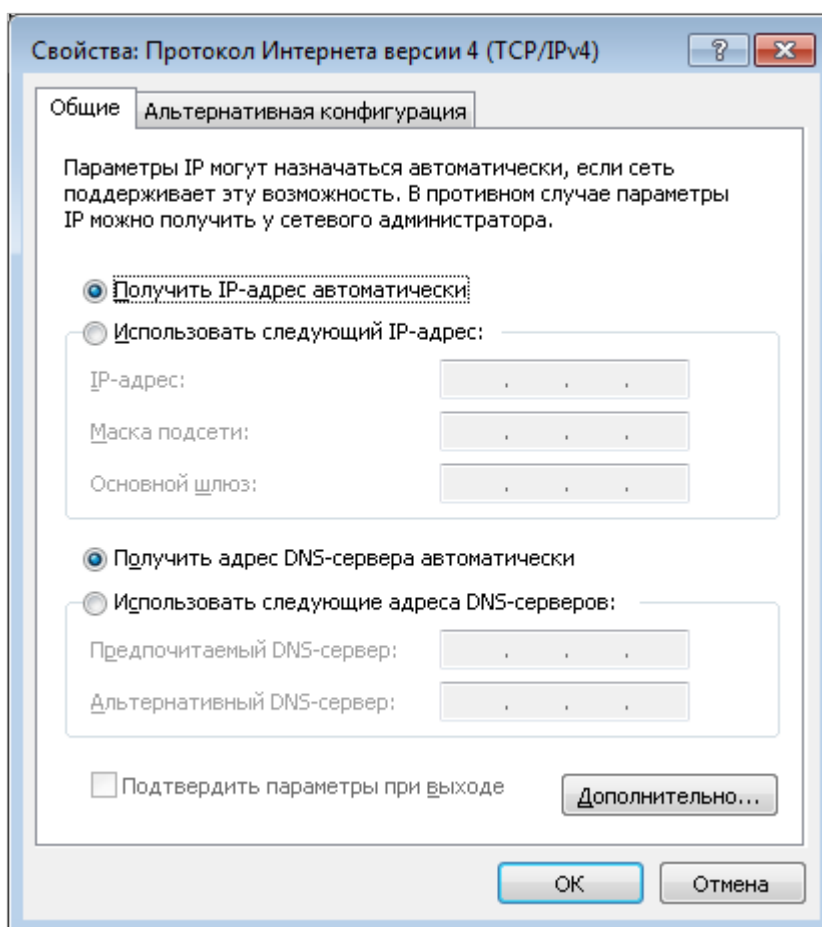 Свойства: Протокол Интернета версии 4 (TCP/IPv4)
Общие
Альтернативная конфигурация
Параметры IP могут назначаться автоматически, если сеть
поддерживает эту возможность. В противном случае параметры
IP можно получить у сетевого администратора.
Получить IP-адрес автоматически
Использовать следующий IP-адрес:
IP-адрес:
Маска подсети:
Основной шлюз:
Получить адрес DNS-сервера автоматически
Использовать следующие адреса DNS-серверов:
Предпочитаемый DNS-сервер:
Альтернативный DNS-сервер:
Подтвердить параметры при выходе
Дополнительно...
ОК
Отмена